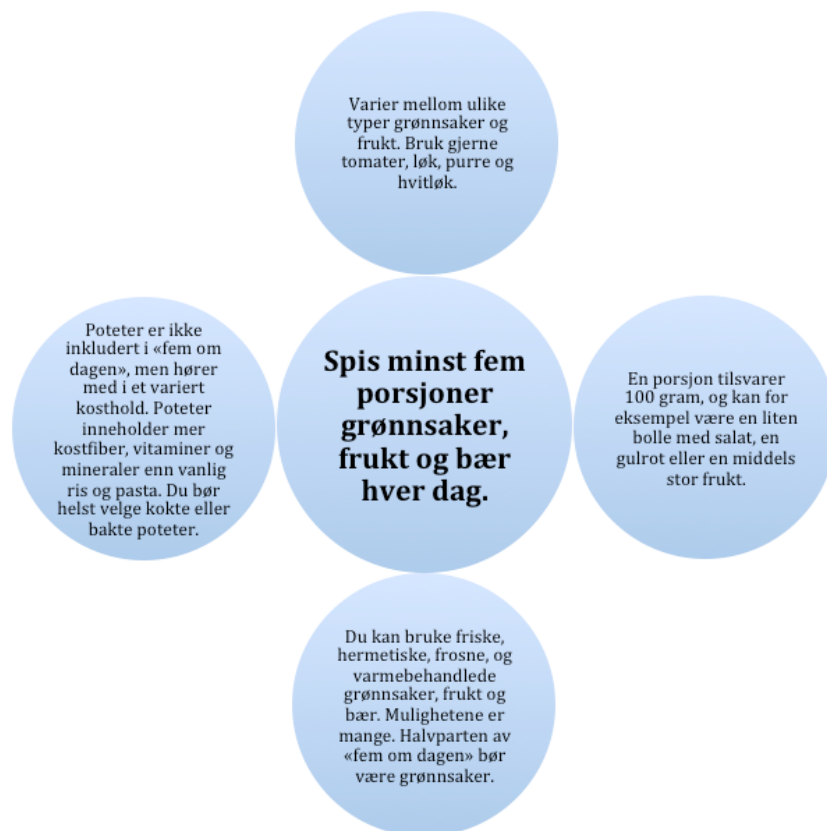 Varier mellom ulike
typer grønnsaker og
frukt. Bruk gjerne
tomater, løk, purre og
hvitløk.
Poteter er ikke
inkludert i «fem om
dagen», men hører
med i et variert
kosthold. Poteter
inneholder mer
kostfiber, vitaminer og
mineraler enn vanlig
ris og pasta. Du bør
helst velge kokte eller
bakte poteter.
Spis minst fem
porsjoner
grønnsaker,
frukt og bær
hver dag.
En porsjon tilsvarer
100 gram, og kan for
eksempel være en liten
bolle med salat, en
gulrot eller en middels
stor frukt.
Du kan bruke friske,
hermetiske, frosne, og
varmebehandlede
grønnsaker, frukt og
bær. Mulighetene er
mange. Halvparten av
«fem om dagen» bør
være grønnsaker.